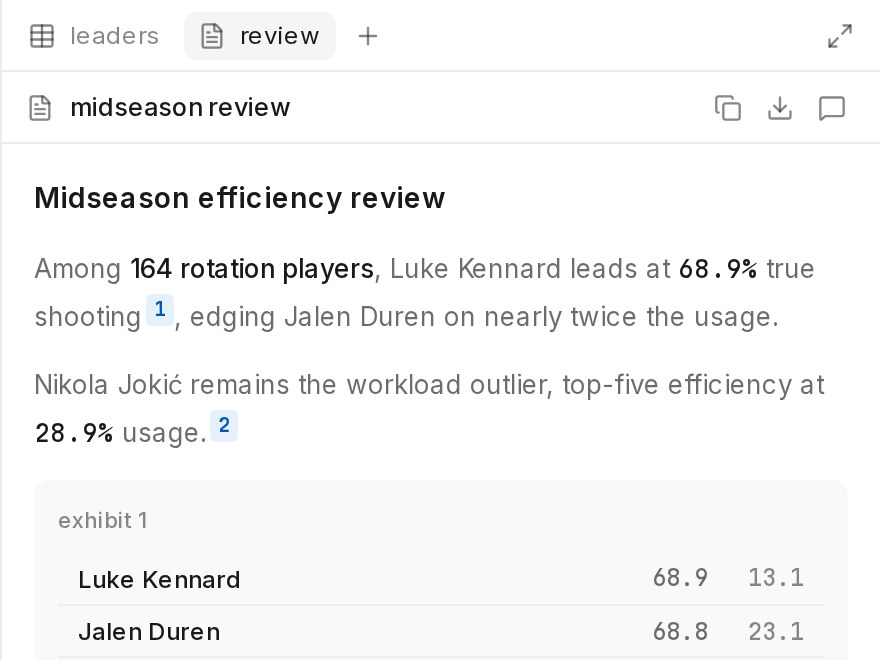 leaders
review
midseason review
Midseason efficiency review
Among 164 rotation players, Luke Kennard leads at 68.9% true
shooting 1, edging Jalen Duren on nearly twice the usage.
Nikola Jokić remains the workload outlier, top-five efficiency at
28.9% usage. 2
exhibit 1
Luke Kennard 68.9 13.1
Jalen Duren 68.8 23.1